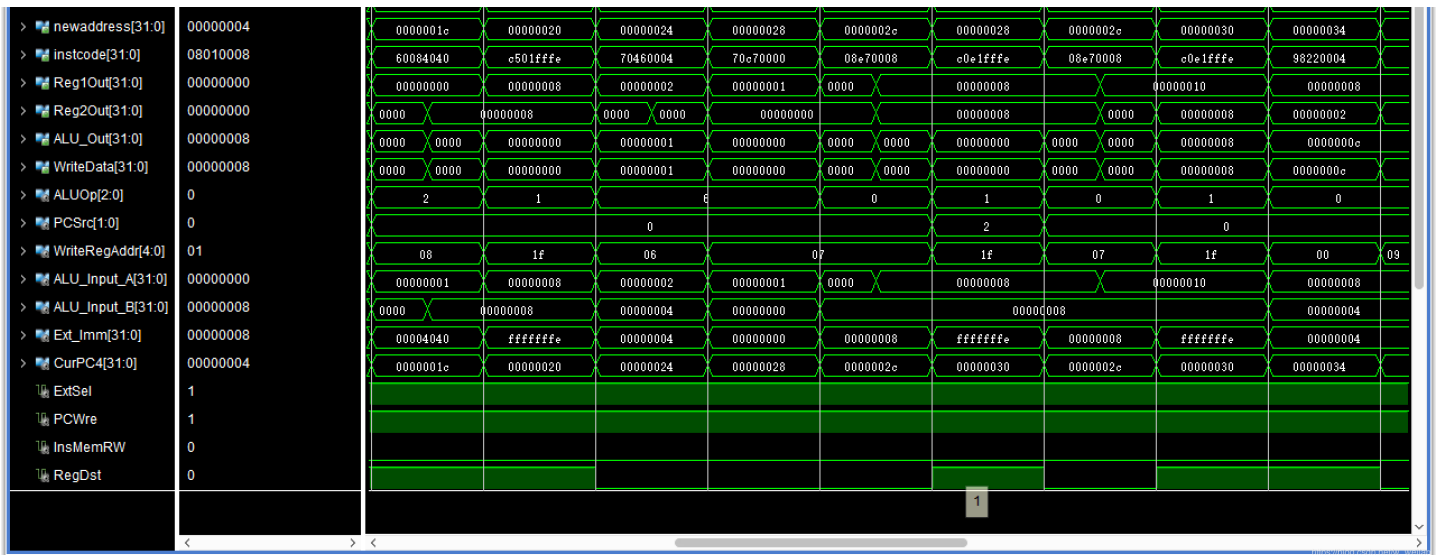 newaddress[31:0] 00000004 0000001c 00000020 00000024 00000028 0000002c 00000028 0000002c 00000030 00000034
instcode[31:0] 08010008 60084040 c501fffe 70460004 70c70000 08e70008 c0e1fffe 08e70008 c0e1fffe 98220004
Reg1Out[31:0] 00000000 00000000 00000008 00000002 00000001 0000 00000008 00000010 00000008
Reg2Out[31:0] 00000000 0000 00000008 0000 0000 00000000 00000008 0000 00000008 00000002
ALU_Out[31:0] 00000008 0000 0000 00000000 00000001 00000000 0000 0000 00000000 0000 0000 00000008 0000000c
WriteData[31:0] 00000008 0000 0000 00000000 00000001 00000000 0000 0000 00000000 0000 0000 00000008 0000000c
ALUOp[2:0] 0 2 1 6 0 1 0 1 0
PCSrc[1:0] 0 0 2 0
WriteRegAddr[4:0] 01 08 1f 06 07 1f 07 1f 00 09
ALU_Input_A[31:0] 00000000 00000001 00000008 00000002 00000001 0000 00000008 00000010 00000008
ALU_Input_B[31:0] 00000008 0000 00000008 00000004 00000000 00000008 00000004
Ext_Imm[31:0] 00000008 00004040 fffffffe 00000004 00000000 00000008 fffffffe 00000008 fffffffe 00000004
CurPC4[31:0] 00000004 0000001c 00000020 00000024 00000028 0000002c 00000030 0000002c 00000030 00000034
ExtSel 1
PCWre 1
InsMemRW 0
RegDst 0
1